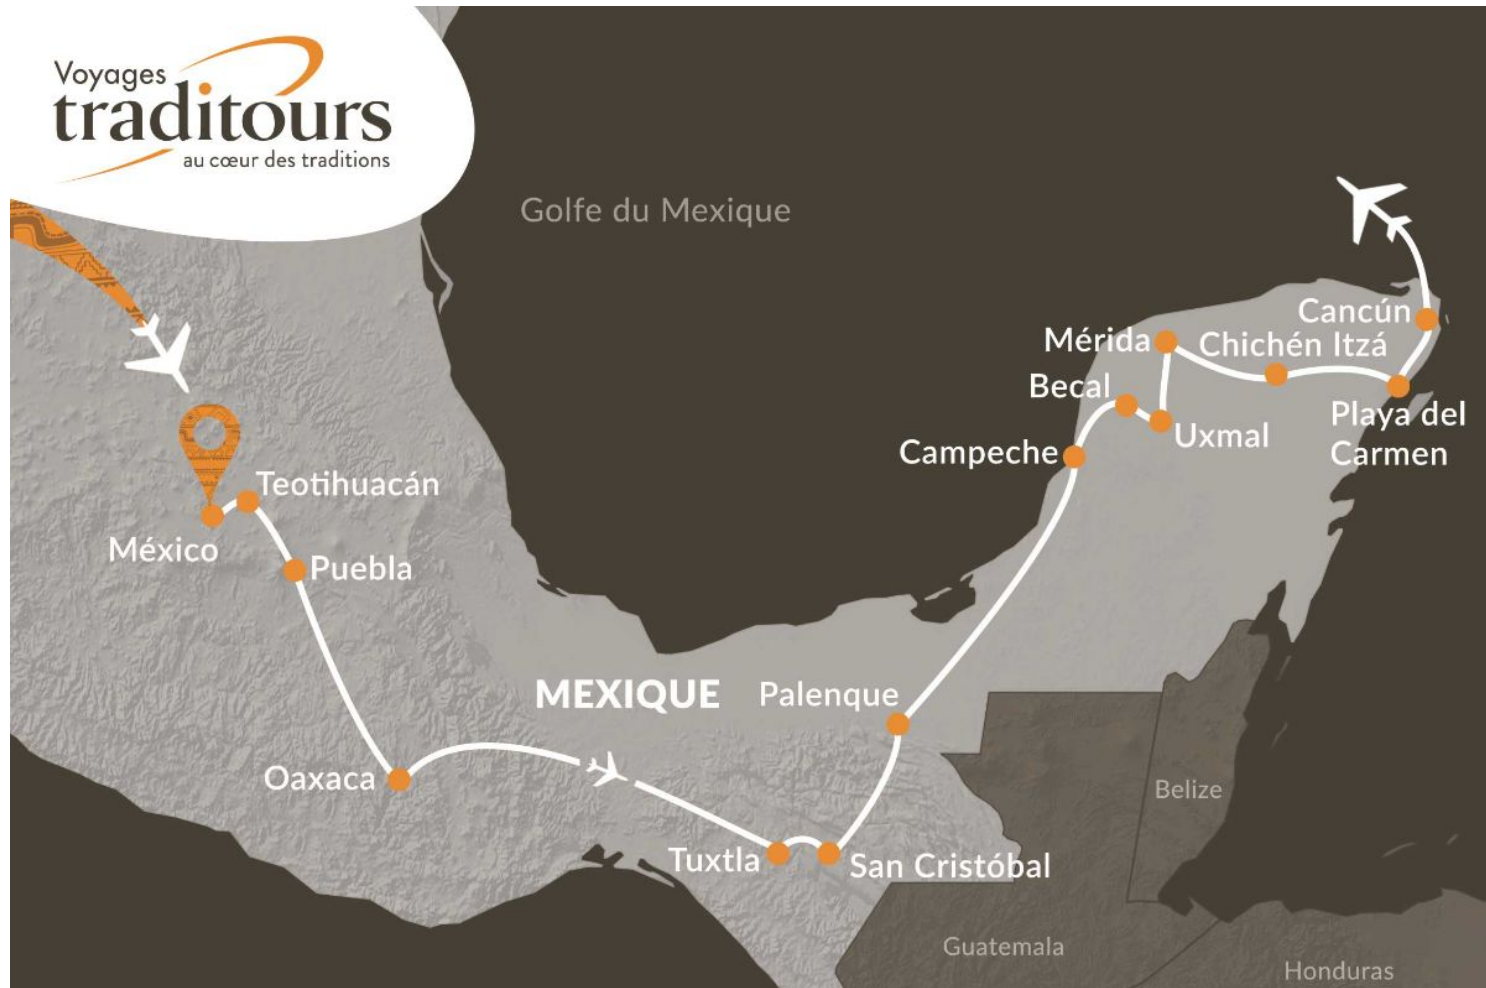 Voyages
traditours
au cœur des traditions
Golfe du Mexique
Cancún
Mérida
Chichén Itzá
Becal
Playa del
Carmen
Uxmal
Campeche
Teotihuacán
México
Puebla
MEXIQUE
Palenque
Oaxaca
Belize
Tuxtla
San Cristóbal
Guatemala
Honduras